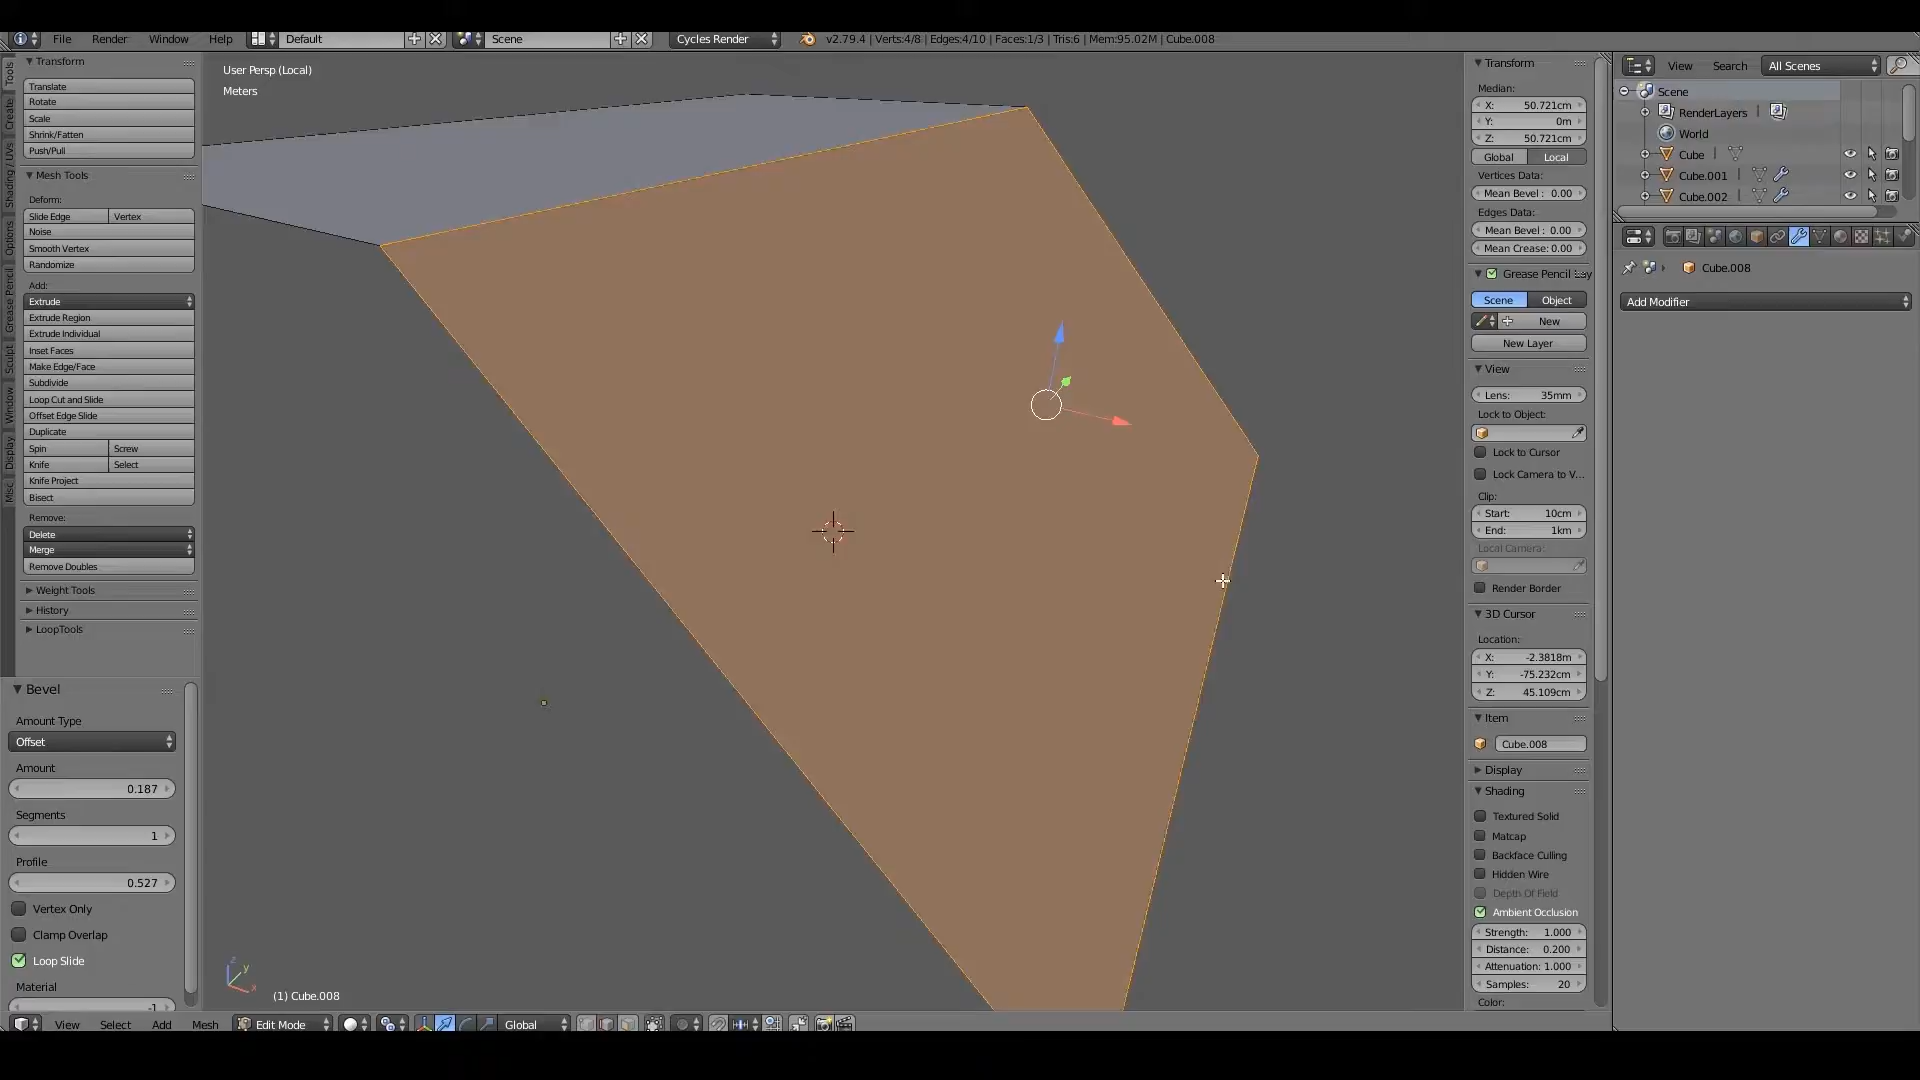 File Render Window Help Default Scene Cycles Render v2.79.4 | Verts:4/8 | Edges:4/10 | Faces:1/3 | Tris:6 | Mem:95.02M | Cube.008
Tools
Create
Shading / UVs
Options
Grease Pencil
Sculpt
Window
Display
Misc
Transform
Translate
Rotate
Scale
Shrink/Fatten
Push/Pull
Mesh Tools
Deform:
Slide Edge Vertex
Noise
Smooth Vertex
Randomize
Add:
Extrude
Extrude Region
Extrude Individual
Inset Faces
Make Edge/Face
Subdivide
Loop Cut and Slide
Offset Edge Slide
Duplicate
Spin Screw
Knife Select
Knife Project
Bisect
Remove:
Delete
Merge
Remove Doubles
Weight Tools
History
LoopTools
Bevel
Amount Type
Offset
Amount
0.187
Segments
1
Profile
0.527
Vertex Only
Clamp Overlap
Loop Slide
Material
-1
User Persp (Local)
Meters
z
y
x
(1) Cube.008
View Select Add Mesh Edit Mode Global
Transform
Median:
X: 50.721cm
Y: 0m
Z: 50.721cm
Global Local
Vertices Data:
Mean Bevel: 0.00
Edges Data:
Mean Bevel: 0.00
Mean Crease: 0.00
Grease Pencil
Scene Object
New
New Layer
View
Lens: 35mm
Lock to Object:
Lock to Cursor
Lock Camera to V...
Clip:
Start: 10cm
End: 1km
Local Camera:
Render Border
3D Cursor
Location:
X: -2.3818m
Y: -75.232cm
Z: 45.109cm
Item
Cube.008
Display
Shading
Textured Solid
Matcap
Backface Culling
Hidden Wire
Depth Of Field
Ambient Occlusion
Strength: 1.000
Distance: 0.200
Attenuation: 1.000
Samples: 20
Color:
View Search All Scenes
Scene
RenderLayers
World
Cube
Cube.001
Cube.002
Cube.008
Add Modifier